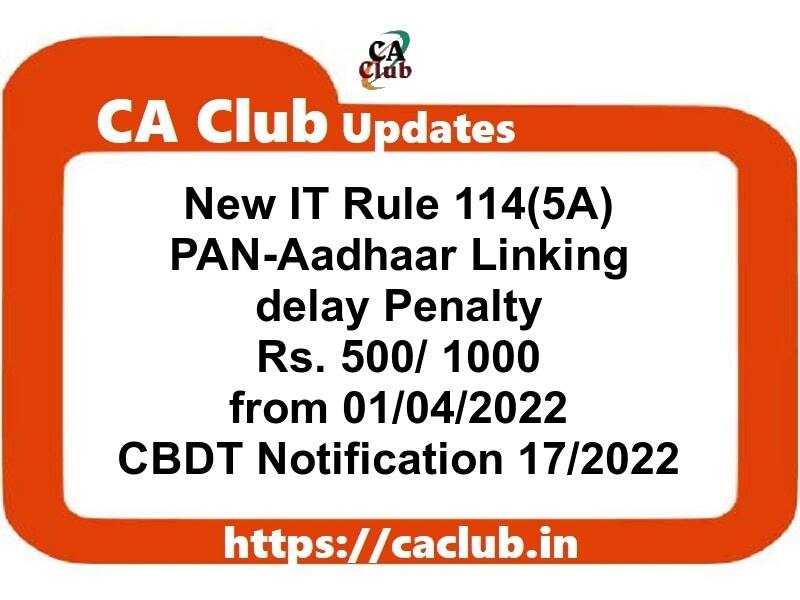 CA
Club
CA Club Updates
New IT Rule 114(5A)
PAN-Aadhaar Linking
delay Penalty
Rs. 500/ 1000
from 01/04/2022
CBDT Notification 17/2022
https://caclub.in